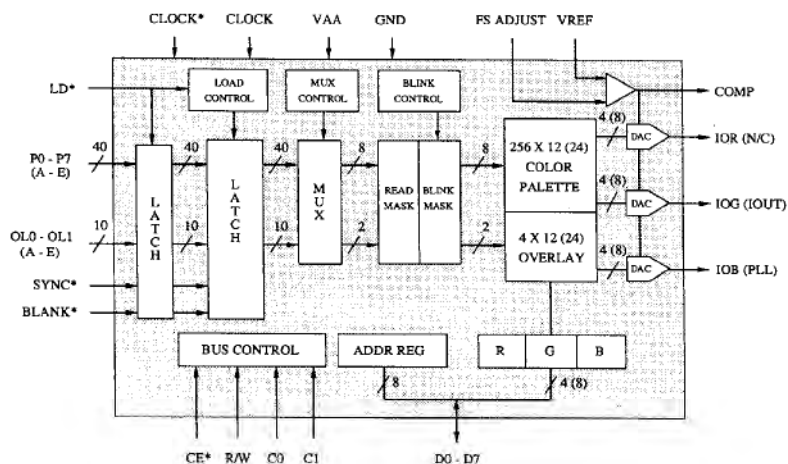 CLOCK* CLOCK VAA GND FS ADJUST VREF
LD*
LOAD CONTROL
MUX CONTROL
BLINK CONTROL
COMP
P0 - P7
(A - E)
40
40
40
8
8
4 (8)
DAC
IOR (N/C)
LATCH
LATCH
MUX
READ MASK
BLINK MASK
256 X 12 (24)
COLOR
PALETTE
4 (8)
DAC
IOG (IOUT)
OL0 - OL1
(A - E)
10
10
10
2
2
4 X 12 (24)
OVERLAY
4 (8)
DAC
IOB (PLL)
SYNC*
BLANK*
BUS CONTROL
ADDR REG
R G B
8
4 (8)
CE* R/W C0 C1 D0 - D7